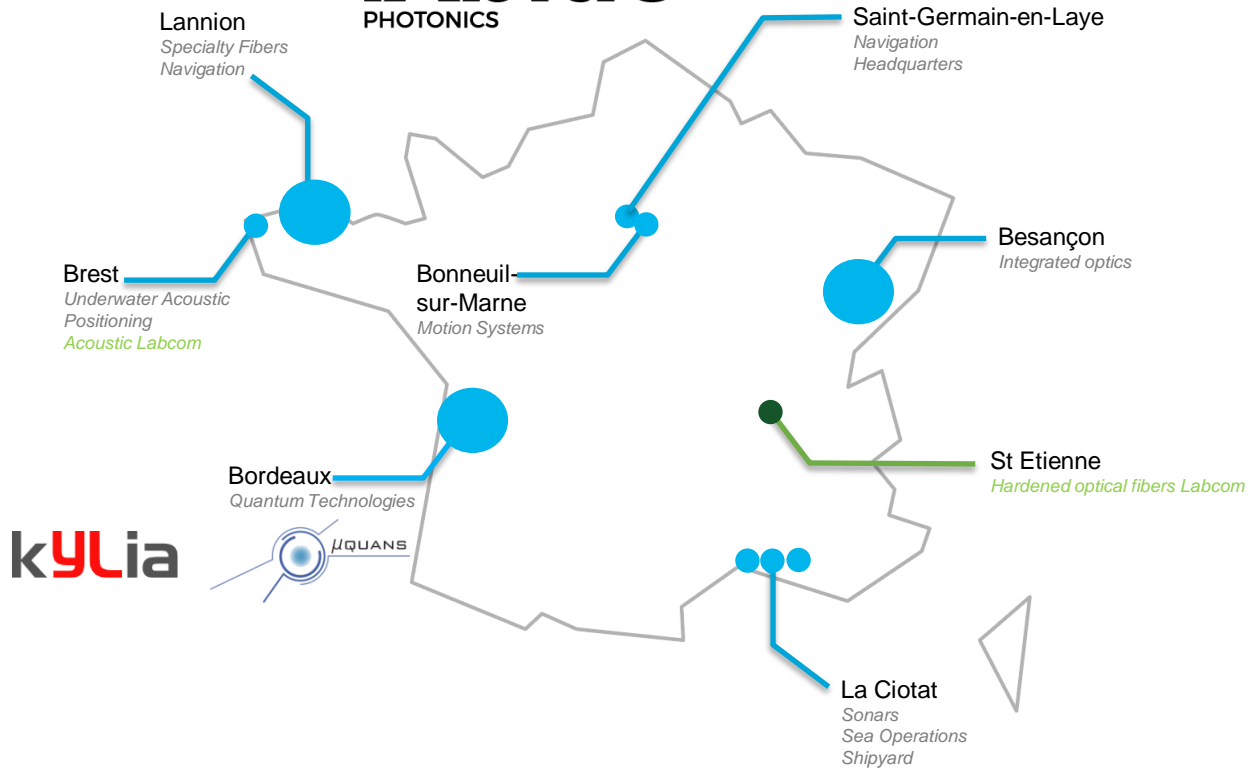 PHOTONICS
Lannion
Specialty Fibers
Navigation
Saint-Germain-en-Laye
Navigation
Headquarters
Brest
Underwater Acoustic
Positioning
Acoustic Labcom
Bonneuil-
sur-Marne
Motion Systems
Besançon
Integrated optics
Bordeaux
Quantum Technologies
St Etienne
Hardened optical fibers Labcom
kYLia
μQUANS
La Ciotat
Sonars
Sea Operations
Shipyard